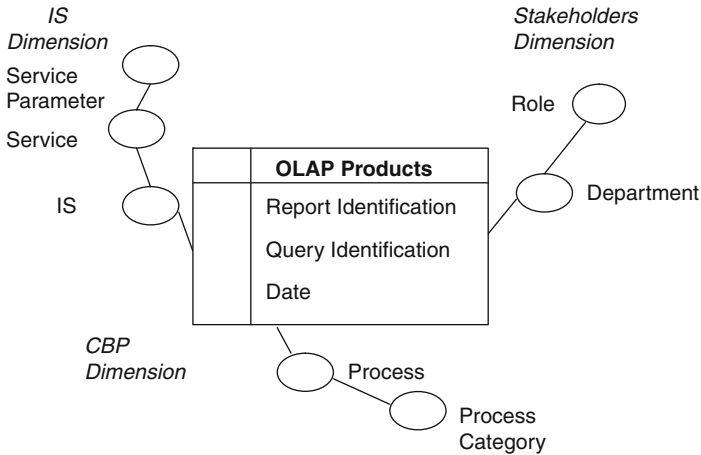 IS
Dimension
Service
Parameter
Service
IS
Stakeholders
Dimension
Role
Department
OLAP Products
Report Identification
Query Identification
Date
CBP
Dimension
Process
Process
Category